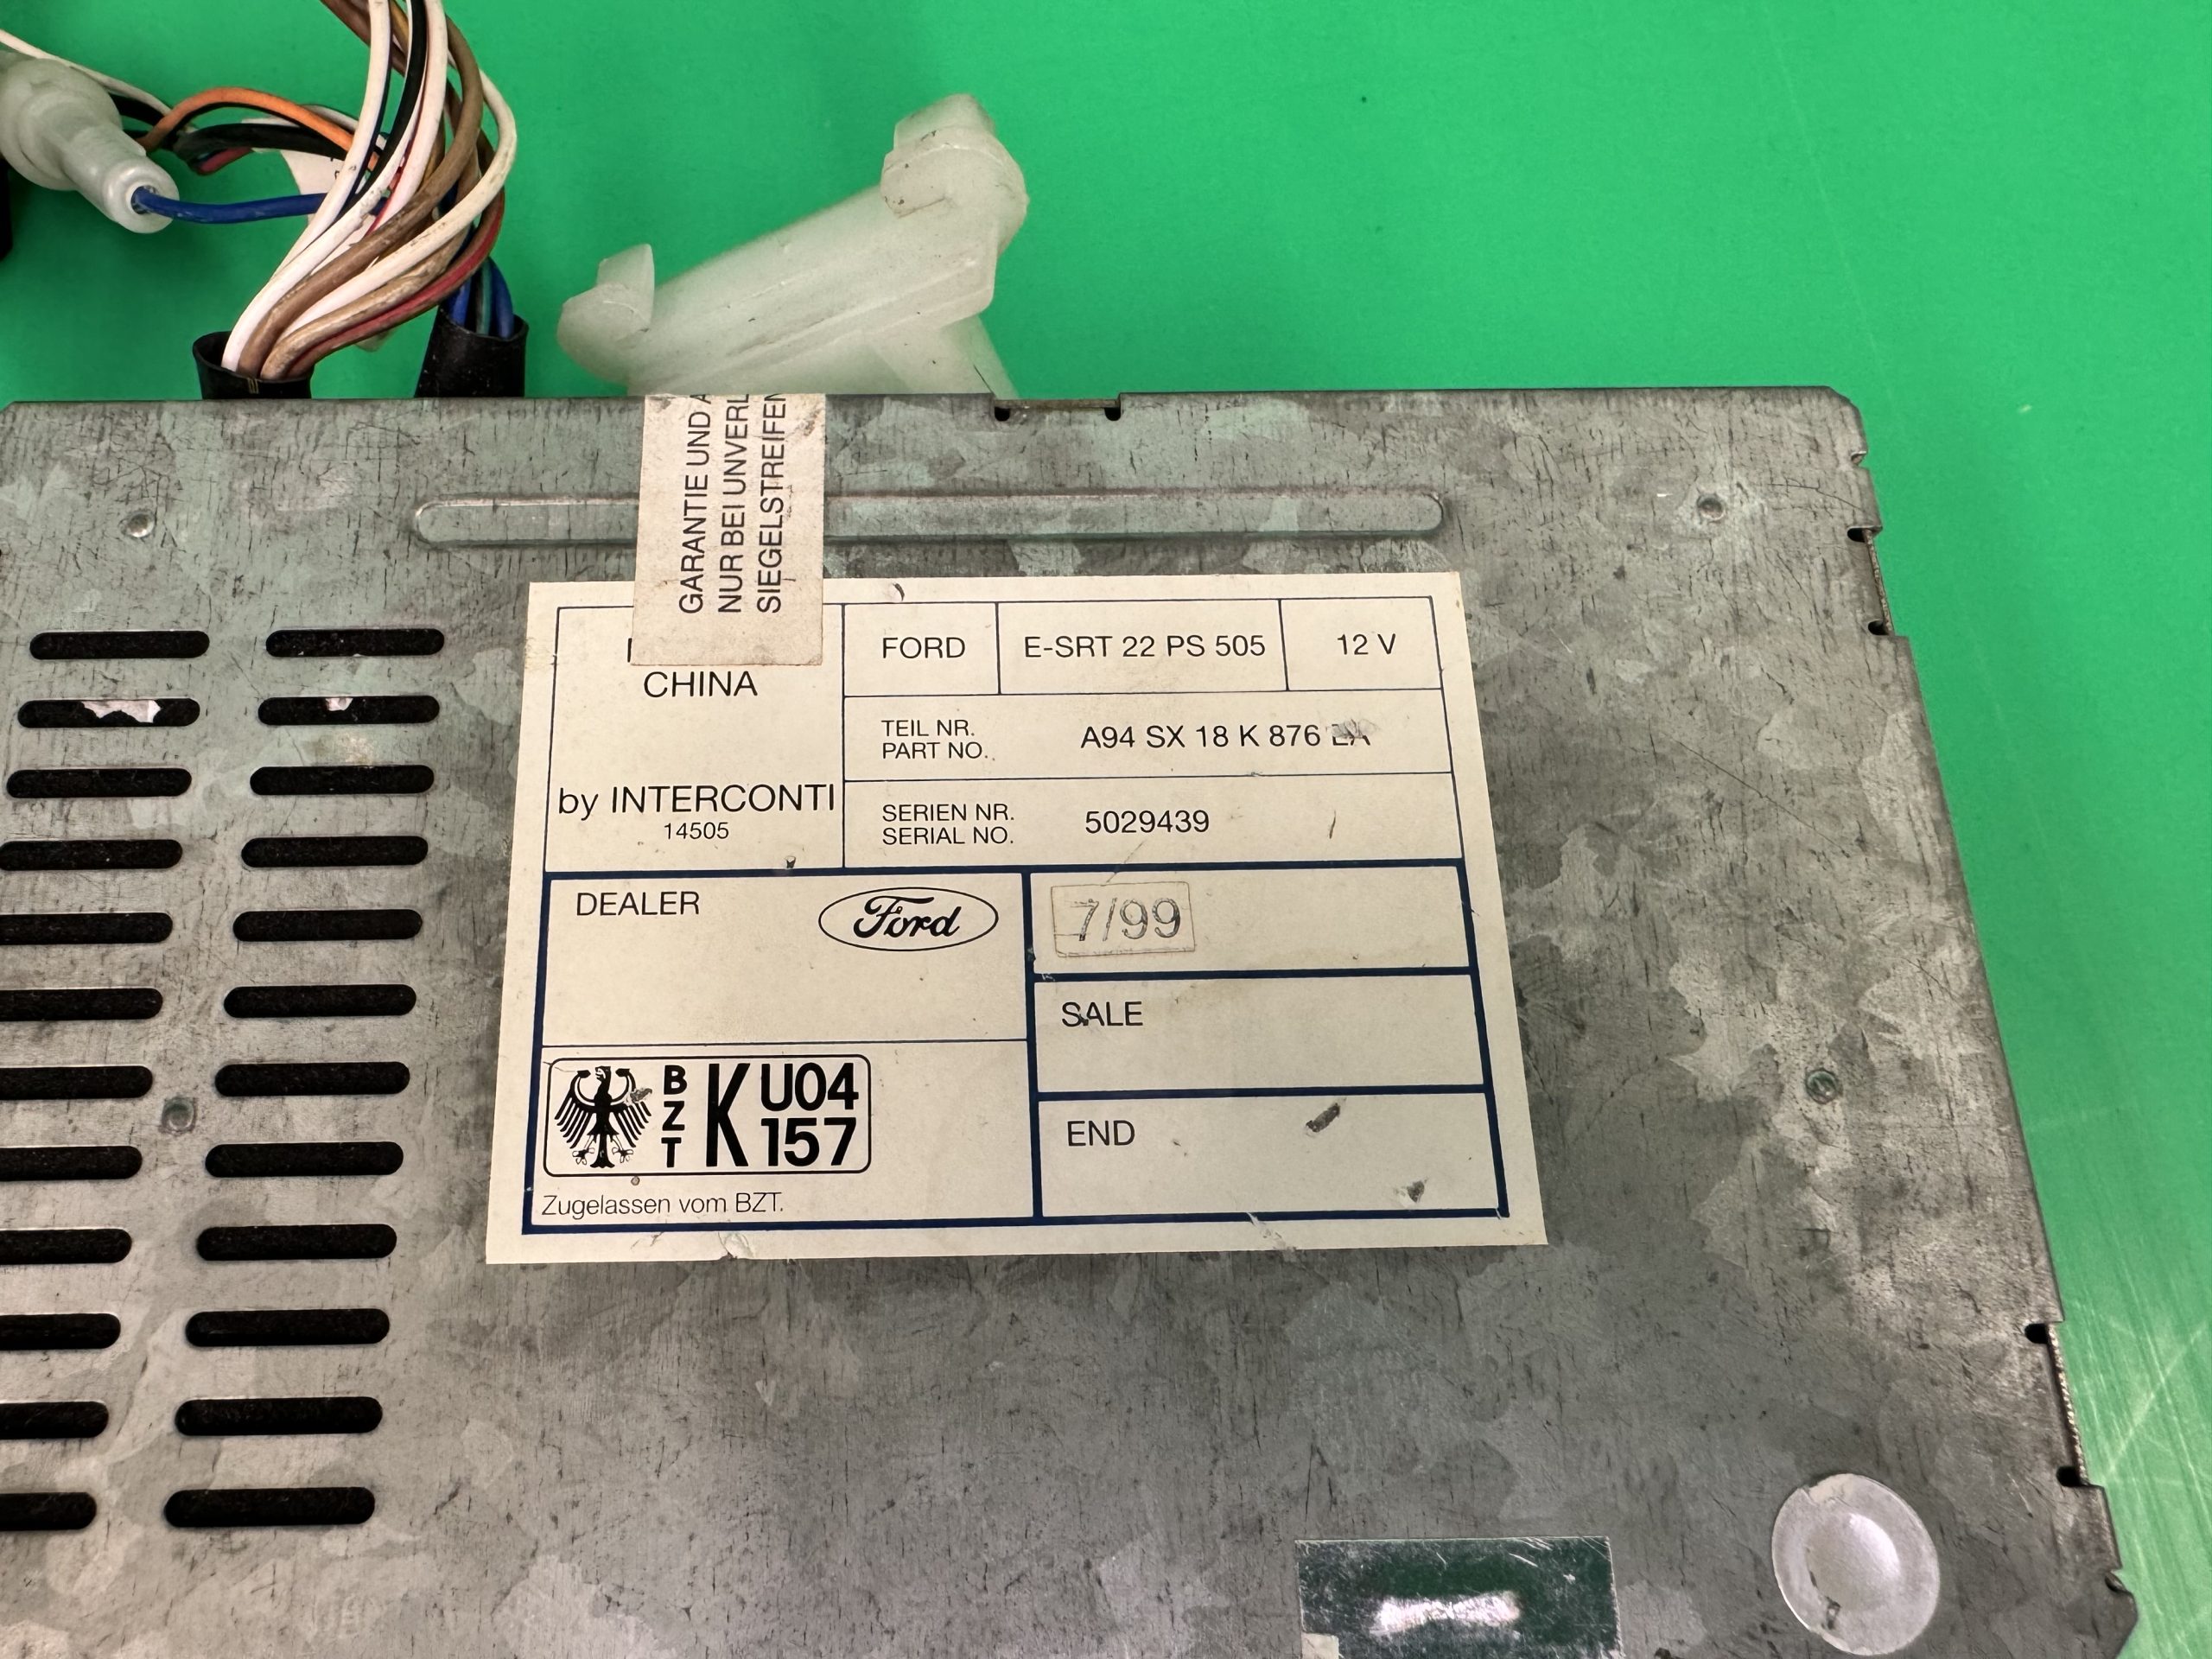 GARANTIE UND
NUR BEI
SIEGELSTREIFEN
CHINA
by INTERCONTI
14505
FORD
E-SRT 22 PS 505
12 V
TEIL NR.
PART NO.
A94 SX 18 K 876
SERIEN NR.
SERIAL NO.
5029439
DEALER
Ford
7/99
SALE
END
BZT K U04
157
Zugelassen vom BZT.